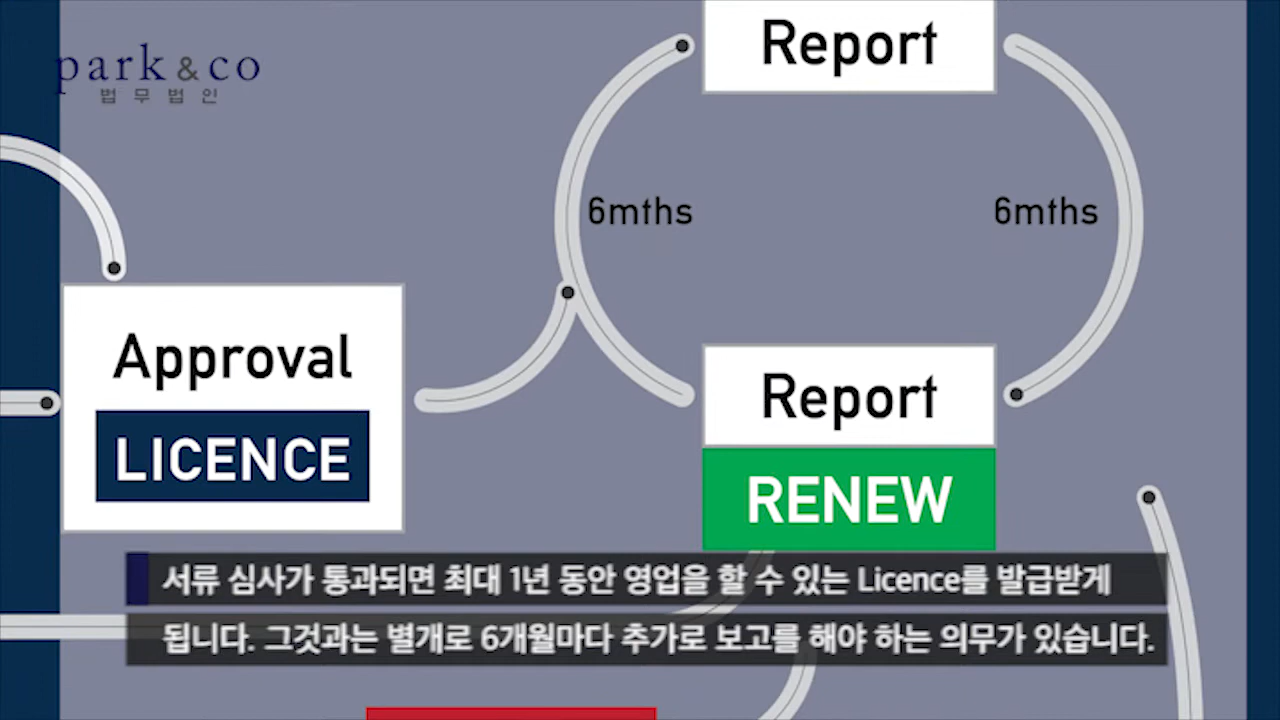 Report
park & co
법무법인
6mths
6mths
Approval
LICENCE
Report
RENEW
서류 심사가 통과되면 최대 1년 동안 영업을 할 수 있는 Licence를 발급받게
됩니다. 그것과는 별개로 6개월마다 추가로 보고를 해야 하는 의무가 있습니다.